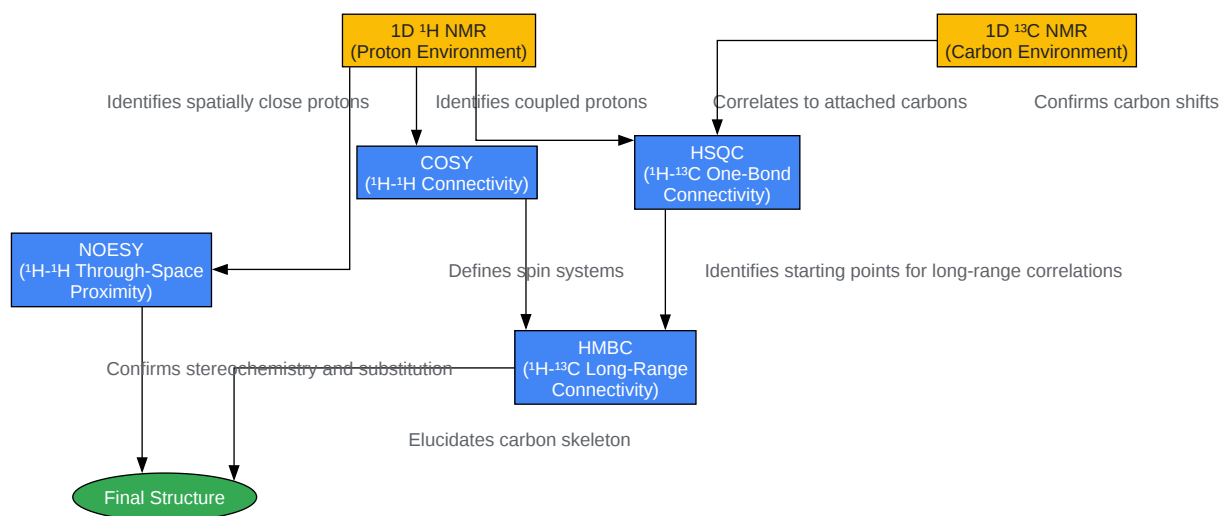 1D ¹H NMR
(Proton Environment)
1D ¹³C NMR
(Carbon Environment)
Identifies spatially close protons
Identifies coupled protons
Correlates to attached carbons
Confirms carbon shifts
COSY
(¹H-¹H Connectivity)
HSQC
(¹H-¹³C One-Bond
Connectivity)
NOESY
(¹H-¹H Through-Space
Proximity)
Defines spin systems
Identifies starting points for long-range correlations
HMBC
(¹H-¹³C Long-Range
Connectivity)
Confirms stereochemistry and substitution
Elucidates carbon skeleton
Final Structure